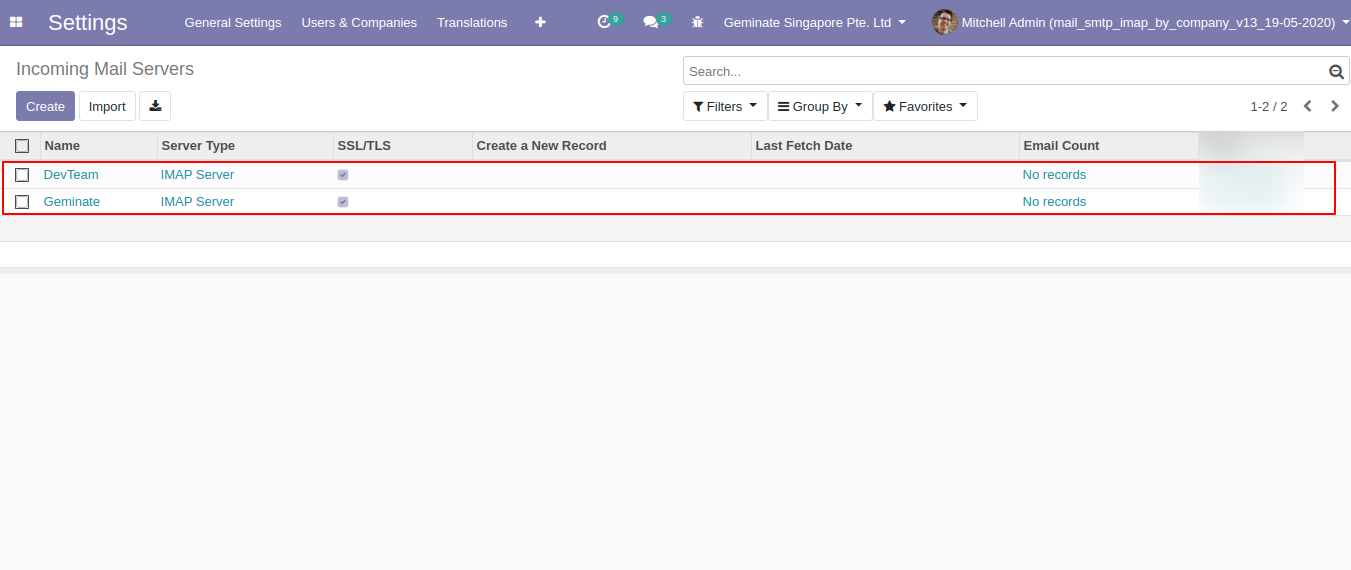 Settings General Settings Users & Companies Translations 9 3 Geminate Singapore Pte. Ltd Mitchell Admin (mail_smtp_imap_by_company_v13_19-05-2020)
Incoming Mail Servers Search...
Create Import Filters Group By Favorites 1-2 / 2
Name Server Type SSL/TLS Create a New Record Last Fetch Date Email Count
DevTeam IMAP Server No records
Geminate IMAP Server No records